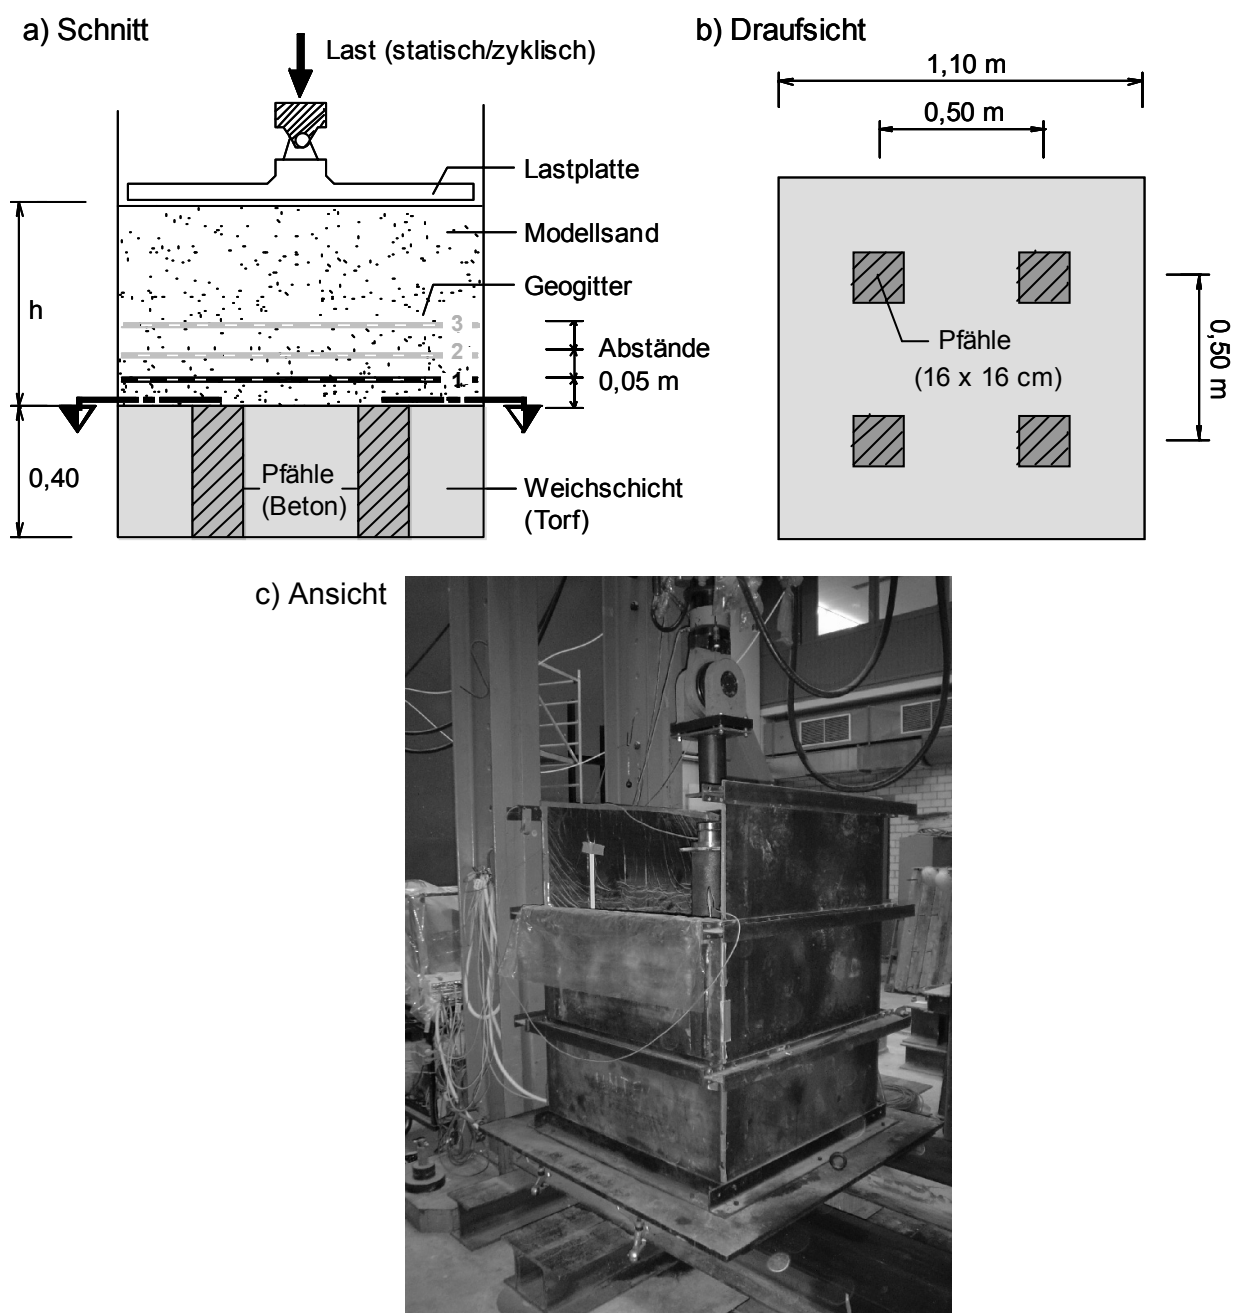 a) Schnitt
Last (statisch/zyklisch)
Lastplatte
Modellsand
Geogitter
h
3
2
1
Abstände
0,05 m
0,40
Pfähle
(Beton)
Weichschicht
(Torf)
b) Draufsicht
1,10 m
0,50 m
Pfähle
(16 x 16 cm)
0,50 m
c) Ansicht